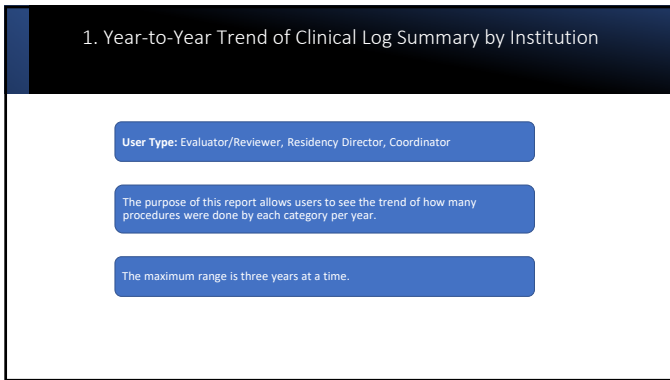 1. Year-to-Year Trend of Clinical Log Summary by Institution
User Type: Evaluator/Reviewer, Residency Director, Coordinator
The purpose of this report allows users to see the trend of how many
procedures were done by each category per year.
The maximum range is three years at a time.